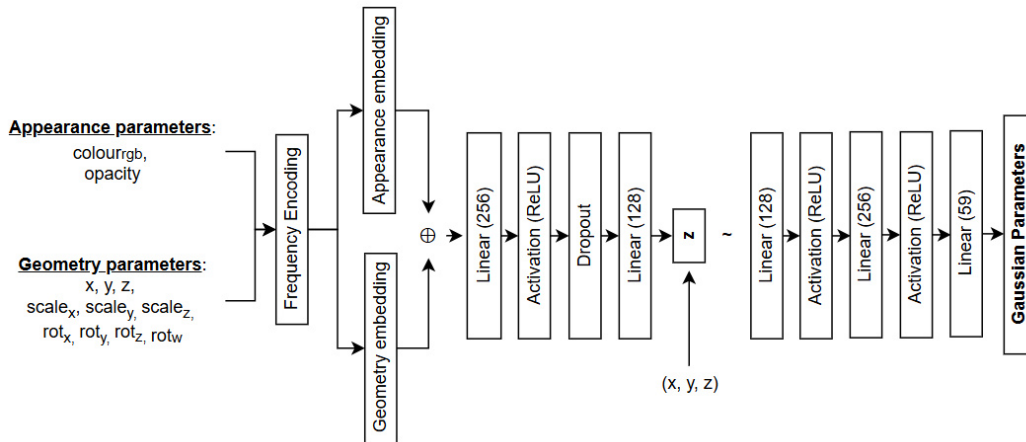 Appearance parameters:
colourrgb,
opacity
Geometry parameters:
x, y, z,
scalex, scaley, scalez,
rotx, roty, rotz, rotw
Frequency Encoding
Appearance embedding
Geometry embedding
⊕
Linear (256)
Activation (ReLU)
Dropout
Linear (128)
z
(x, y, z)
~
Linear (128)
Activation (ReLU)
Linear (256)
Activation (ReLU)
Linear (59)
Gaussian Parameters